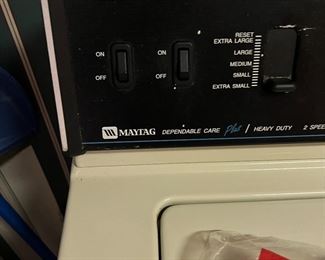 RESET
EXTRA LARGE
ON ON LARGE
MEDIUM
OFF OFF SMALL
EXTRA SMALL
MAYTAG DEPENDABLE CARE Plus / HEAVY DUTY 2 SPEE